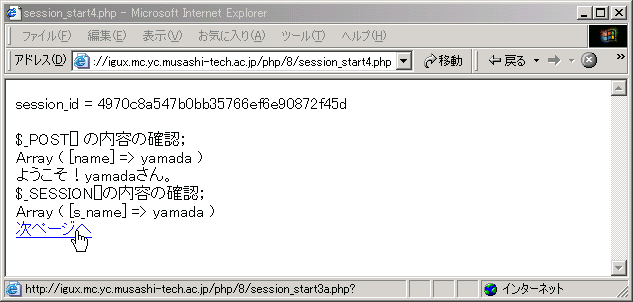 session_start4.php - Microsoft Internet Explorer
ファイル(F) 編集(E) 表示(V) お気に入り(A) ツール(T) ヘルプ(H)
アドレス(D) ://igux.mc.yc.musashi-tech.ac.jp/php/8/session_start4.php 移動 戻る »
session_id = 4970c8a547b0bb35766ef6e90872f45d
$_POST[] の内容の確認;
Array ( [name] => yamada )
ようこそ！yamadaさん。
$_SESSION[]の内容の確認;
Array ( [s_name] => yamada )
次ページへ
http://igux.mc.yc.musashi-tech.ac.jp/php/8/session_start3a.php? インターネット